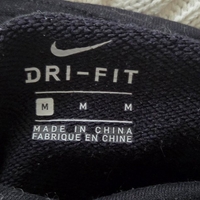 DRI-FIT
M M M
MADE IN CHINA
FABRIQUE EN CHINE